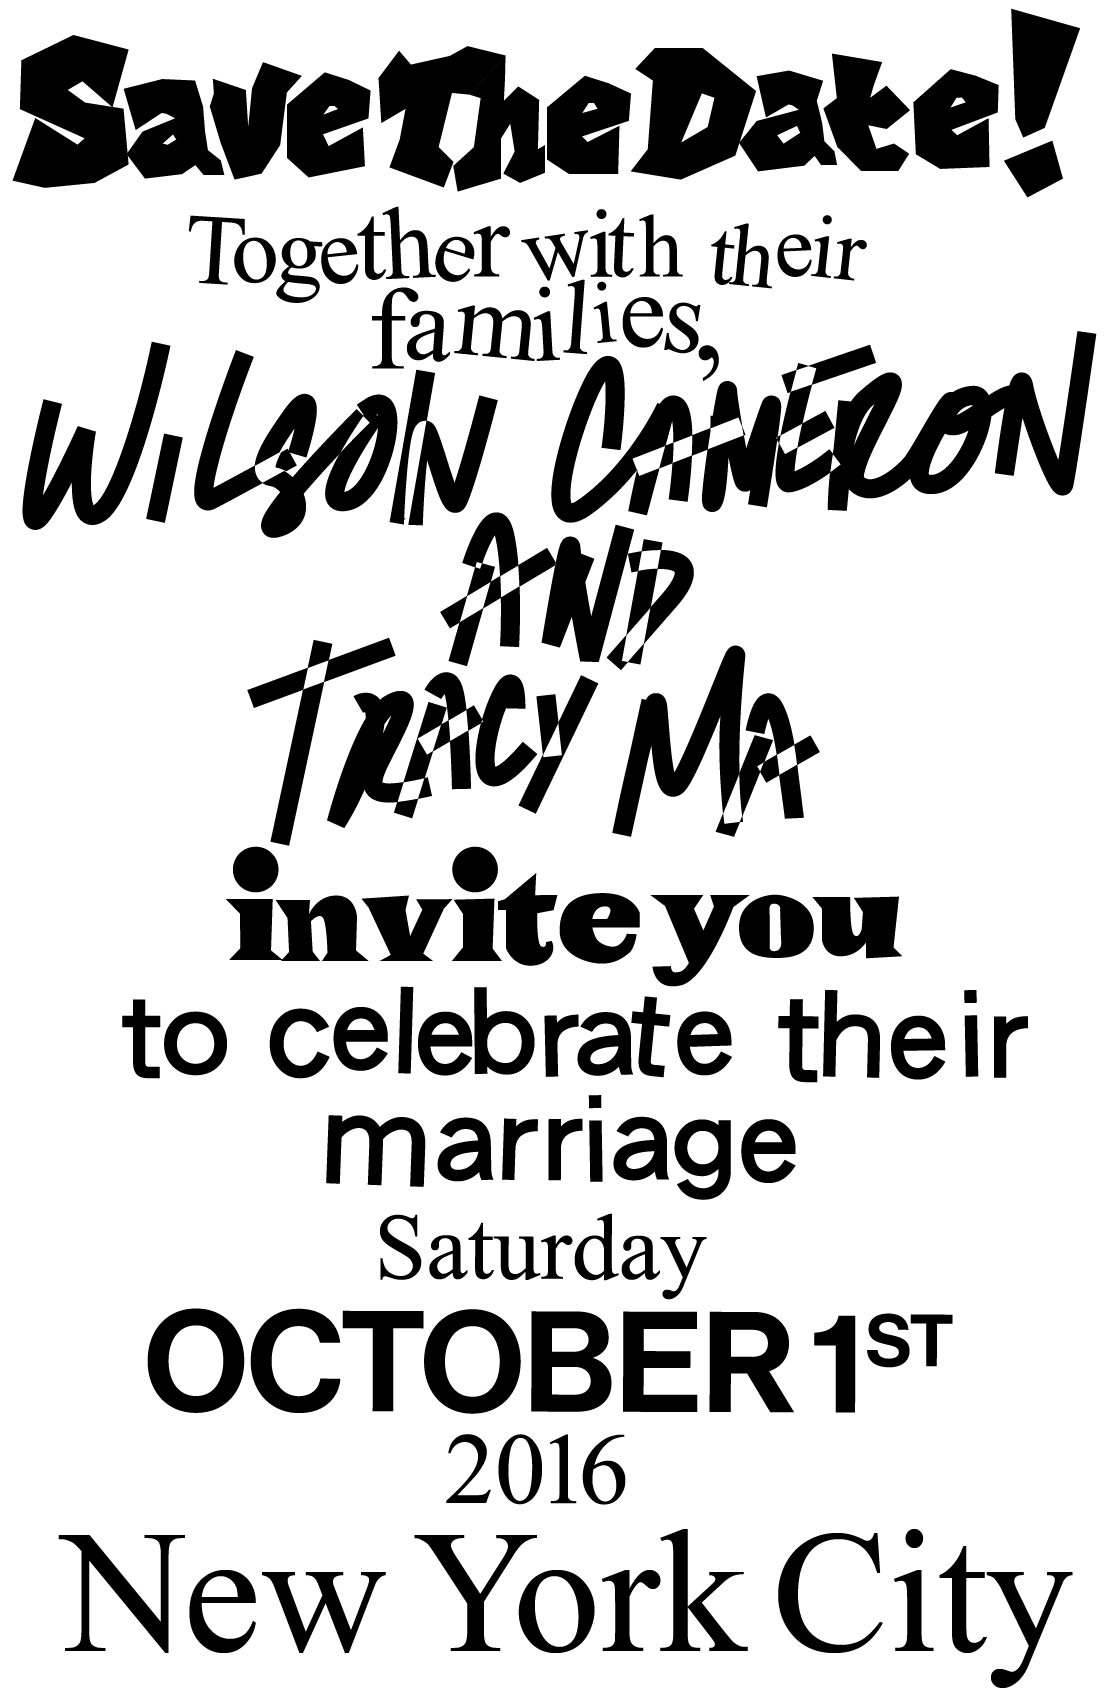 Save The Date!
Together with their
families,
WILSON CAMERON
AND
TRACY MA
invite you
to celebrate their
marriage
Saturday
OCTOBER 1ST
2016
New York City